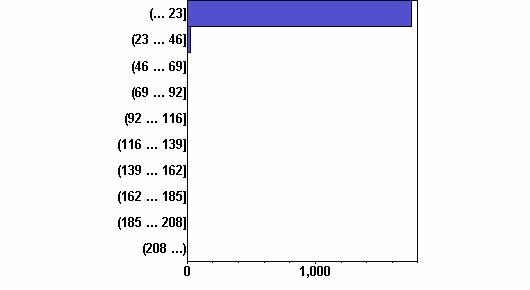 (... 23]
(23 ... 46]
(46 ... 69]
(69 ... 92]
(92 ... 116]
(116 ... 139]
(139 ... 162]
(162 ... 185]
(185 ... 208]
(208 ...)
0 1,000